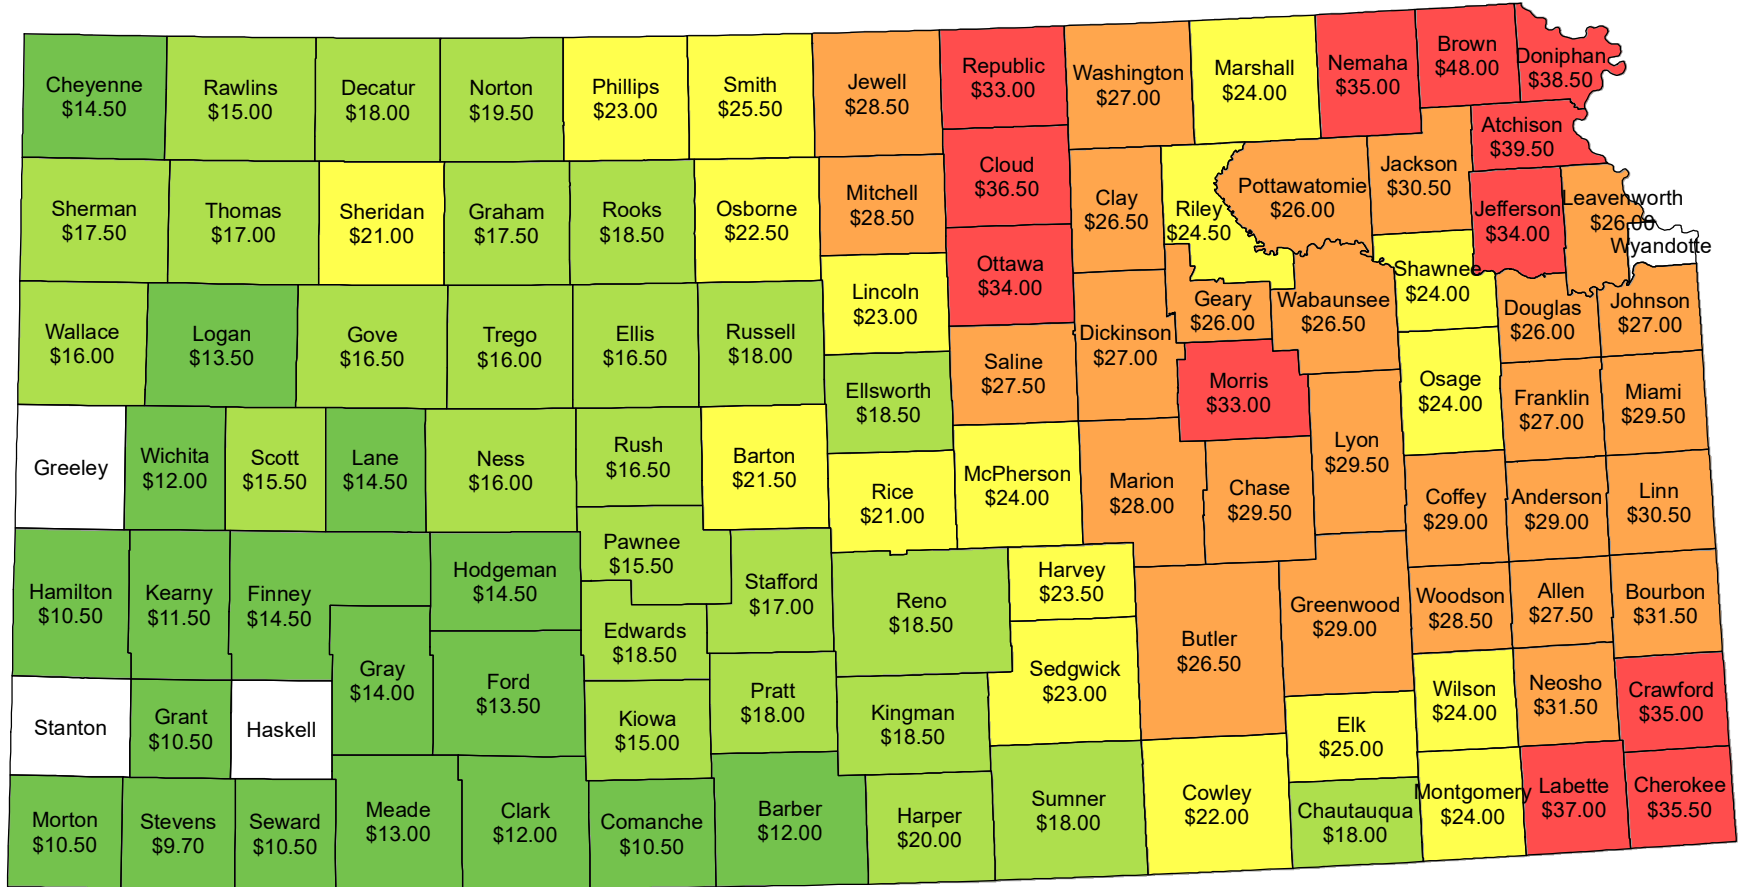 Cheyenne
$14.50
Rawlins
$15.00
Decatur
$18.00
Norton
$19.50
Phillips
$23.00
Smith
$25.50
Jewell
$28.50
Republic
$33.00
Washington
$27.00
Marshall
$24.00
Nemaha
$35.00
Brown
$48.00
Doniphan
$38.50
Atchison
$39.50
Sherman
$17.50
Thomas
$17.00
Sheridan
$21.00
Graham
$17.50
Rooks
$18.50
Osborne
$22.50
Mitchell
$28.50
Cloud
$36.50
Clay
$26.50
Riley
$24.50
Pottawatomie
$26.00
Jackson
$30.50
Jefferson
$34.00
Leavenworth
$26.00
Wyandotte
Wallace
$16.00
Logan
$13.50
Gove
$16.50
Trego
$16.00
Ellis
$16.50
Russell
$18.00
Lincoln
$23.00
Ottawa
$34.00
Dickinson
$27.00
Geary
$26.00
Wabaunsee
$26.50
Shawnee
$24.00
Douglas
$26.00
Johnson
$27.00
Ellsworth
$18.50
Saline
$27.50
Morris
$33.00
Osage
$24.00
Franklin
$27.00
Miami
$29.50
Greeley
Wichita
$12.00
Scott
$15.50
Lane
$14.50
Ness
$16.00
Rush
$16.50
Barton
$21.50
Rice
$21.00
McPherson
$24.00
Marion
$28.00
Chase
$29.50
Lyon
$29.50
Coffey
$29.00
Anderson
$29.00
Linn
$30.50
Hamilton
$10.50
Kearny
$11.50
Finney
$14.50
Hodgeman
$14.50
Pawnee
$15.50
Stafford
$17.00
Edwards
$18.50
Reno
$18.50
Harvey
$23.50
Sedgwick
$23.00
Butler
$26.50
Greenwood
$29.00
Woodson
$28.50
Allen
$27.50
Bourbon
$31.50
Stanton
Grant
$10.50
Haskell
Gray
$14.00
Ford
$13.50
Kiowa
$15.00
Pratt
$18.00
Kingman
$18.50
Elk
$25.00
Wilson
$24.00
Neosho
$31.50
Crawford
$35.00
Morton
$10.50
Stevens
$9.70
Seward
$10.50
Meade
$13.00
Clark
$12.00
Comanche
$10.50
Barber
$12.00
Harper
$20.00
Sumner
$18.00
Cowley
$22.00
Chautauqua
$18.00
Montgomery
$24.00
Labette
$37.00
Cherokee
$35.50